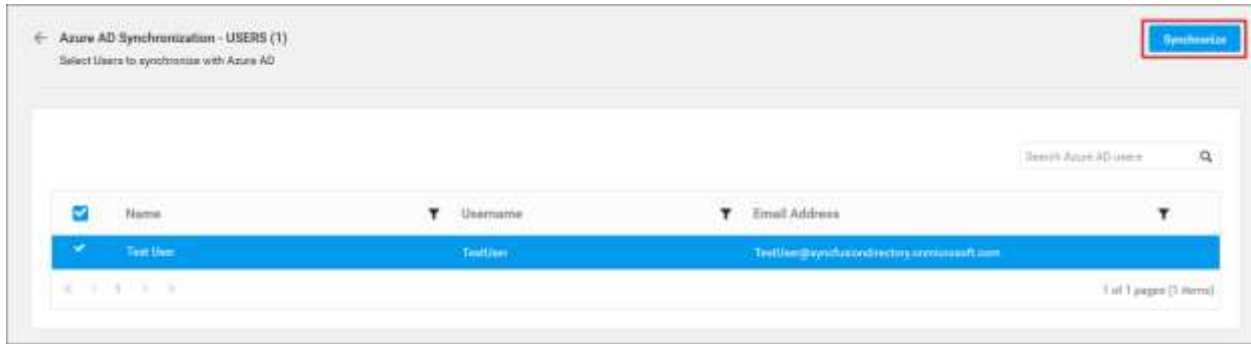 Azure AD Synchronization - USERS (1)
Synchronize
Select Users to synchronize with Azure AD
Search Azure AD users
Name Username Email Address
Test User TestUser TestUser@syncfusiondirectory.onmicrosoft.com
1
1 of 1 pages (1 items)